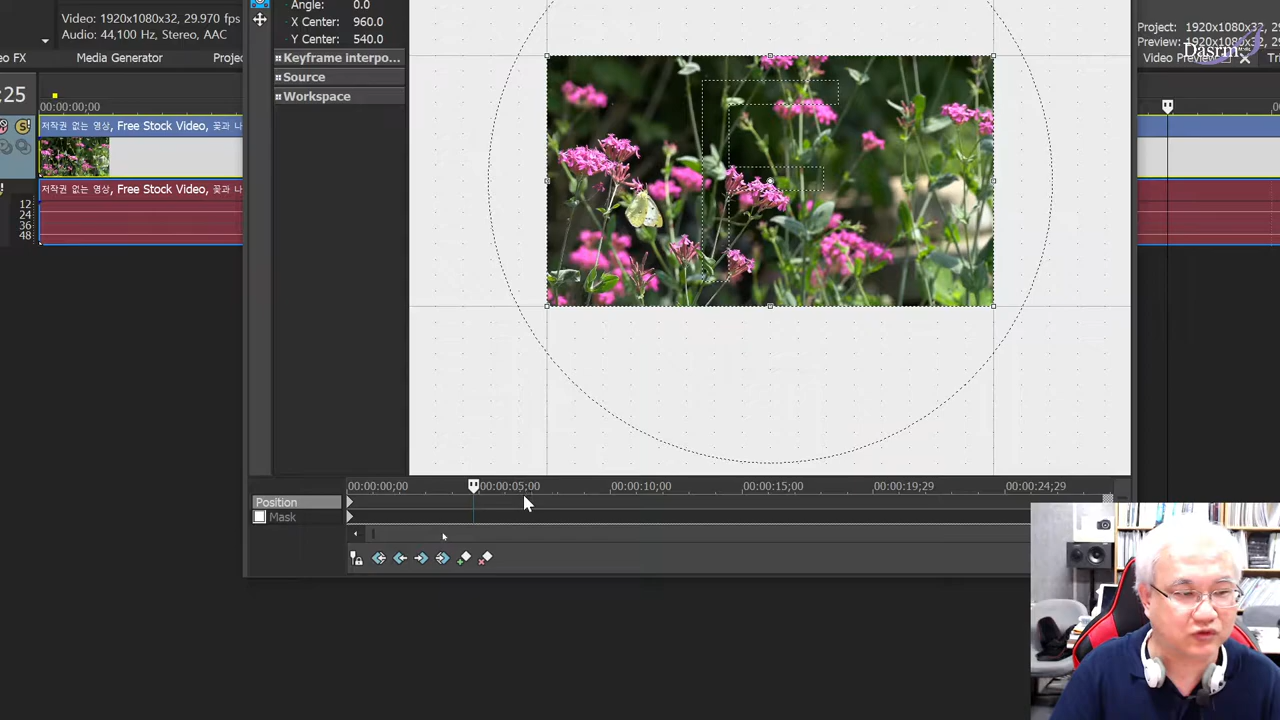 Angle: 0.0
Video: 1920x1080x32, 29.970 fps
X Center: 960.0
Project: 1920x1080x32, 29
Audio: 44,100 Hz, Stereo, AAC
Y Center: 540.0
Preview: 1920x1080x32, 29
Dasrm
eo FX
Media Generator
Projec
Keyframe interpo...
Video Preview
Tri
Source
:25
Workspace
00:00:00;00
저작권 없는 영상, Free Stock Video, 꽃과 나
저작권 없는 영상, Free Stock Video, 꽃과 나
12
24
36
48
00:00:00;00
00:00:05;00
00:00:10;00
00:00:15;00
00:00:19;29
00:00:24;29
Position
Mask